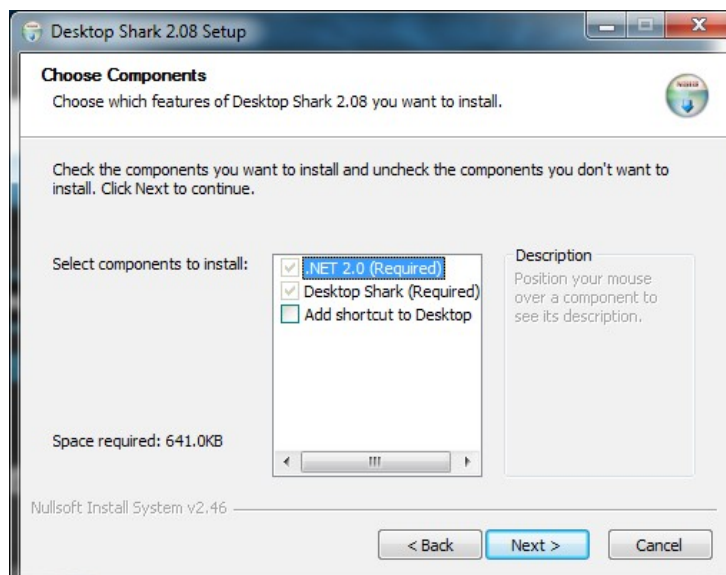 Desktop Shark 2.08 Setup
Choose Components
Choose which features of Desktop Shark 2.08 you want to install.
Check the components you want to install and uncheck the components you don't want to
install. Click Next to continue.
Select components to install:
.NET 2.0 (Required)
Desktop Shark (Required)
Add shortcut to Desktop
Description
Position your mouse
over a component to
see its description.
Space required: 641.0KB
Nullsoft Install System v2.46
< Back
Next >
Cancel